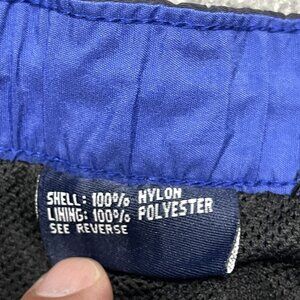 SHELL: 100% NYLON
LINING: 100% POLYESTER
SEE REVERSE